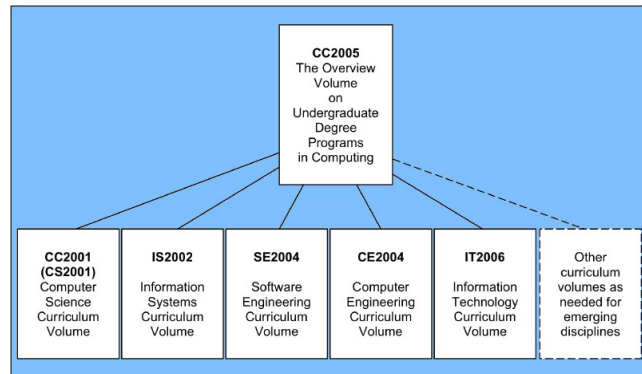 CC2005
The Overview
Volume
on
Undergraduate
Degree
Programs
in Computing
CC2001
(CS2001)
Computer
Science
Curriculum
Volume
IS2002
Information
Systems
Curriculum
Volume
SE2004
Software
Engineering
Curriculum
Volume
CE2004
Computer
Engineering
Curriculum
Volume
IT2006
Information
Technology
Curriculum
Volume
Other
curriculum
volumes as
needed for
emerging
disciplines